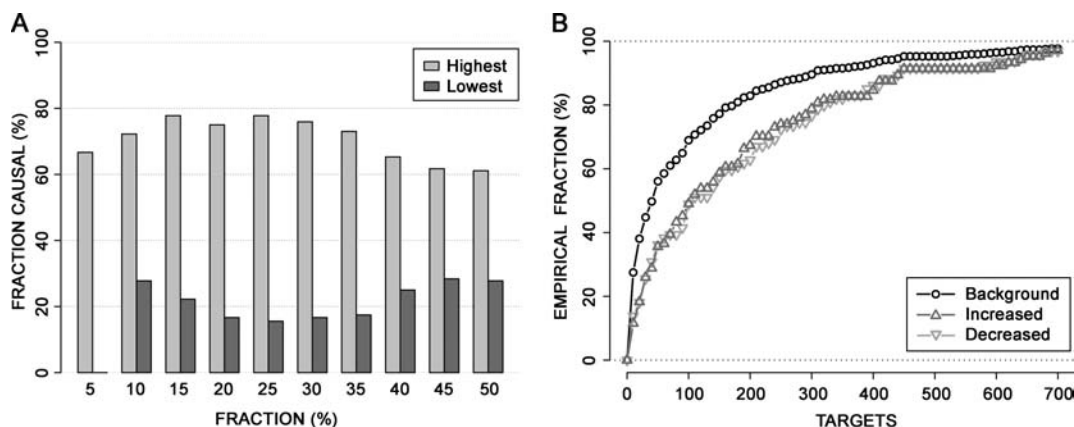 A
FRACTION CAUSAL (%)
100
80
60
40
20
0
Highest
Lowest
5 10 15 20 25 30 35 40 45 50
FRACTION (%)
B
EMPIRICAL FRACTION (%)
100
80
60
40
20
0
Background
Increased
Decreased
0 100 200 300 400 500 600 700
TARGETS